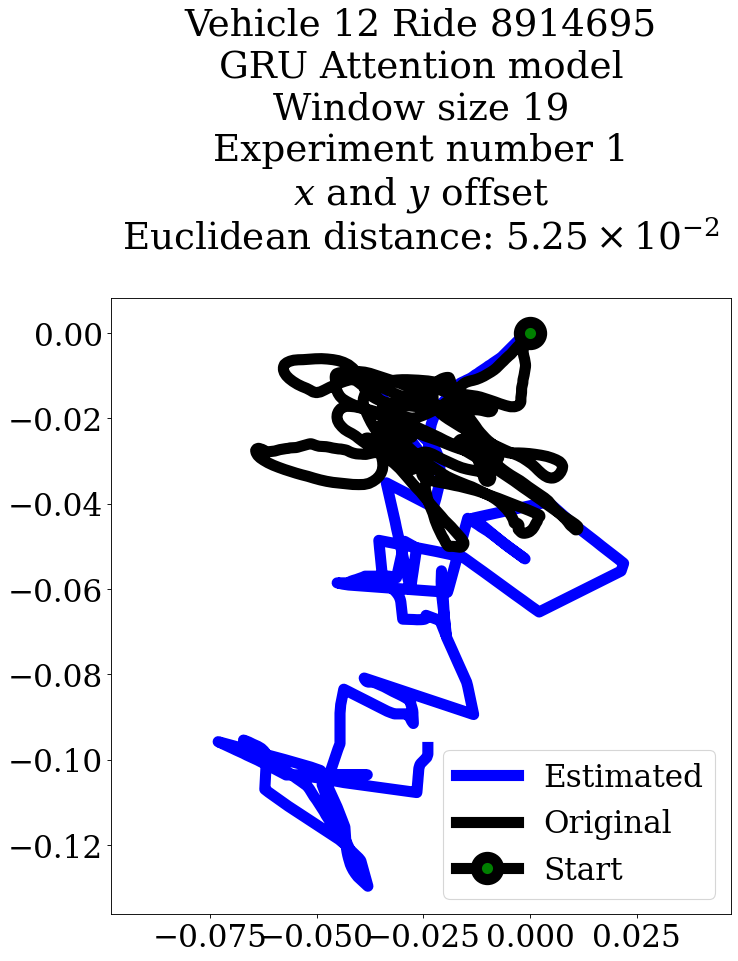 Vehicle 12 Ride 8914695
GRU Attention model
Window size 19
Experiment number 1
x and y offset
Euclidean distance: 5.25 × 10⁻²
0.00
−0.02
−0.04
−0.06
−0.08
−0.10
−0.12
Estimated
Original
Start
−0.075 −0.050 −0.025 0.000 0.025